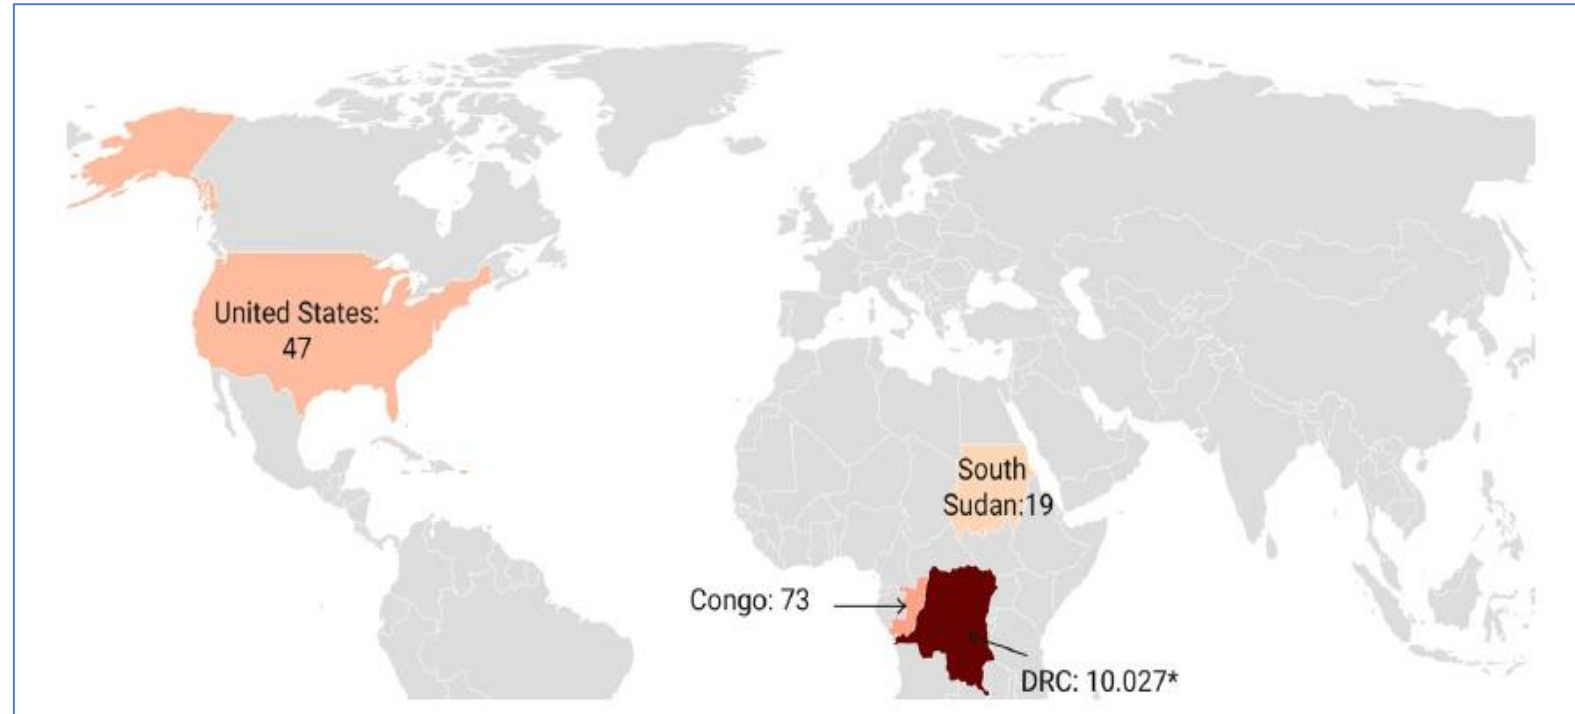 United States:
47
South
Sudan:19
Congo: 73
DRC: 10.027*